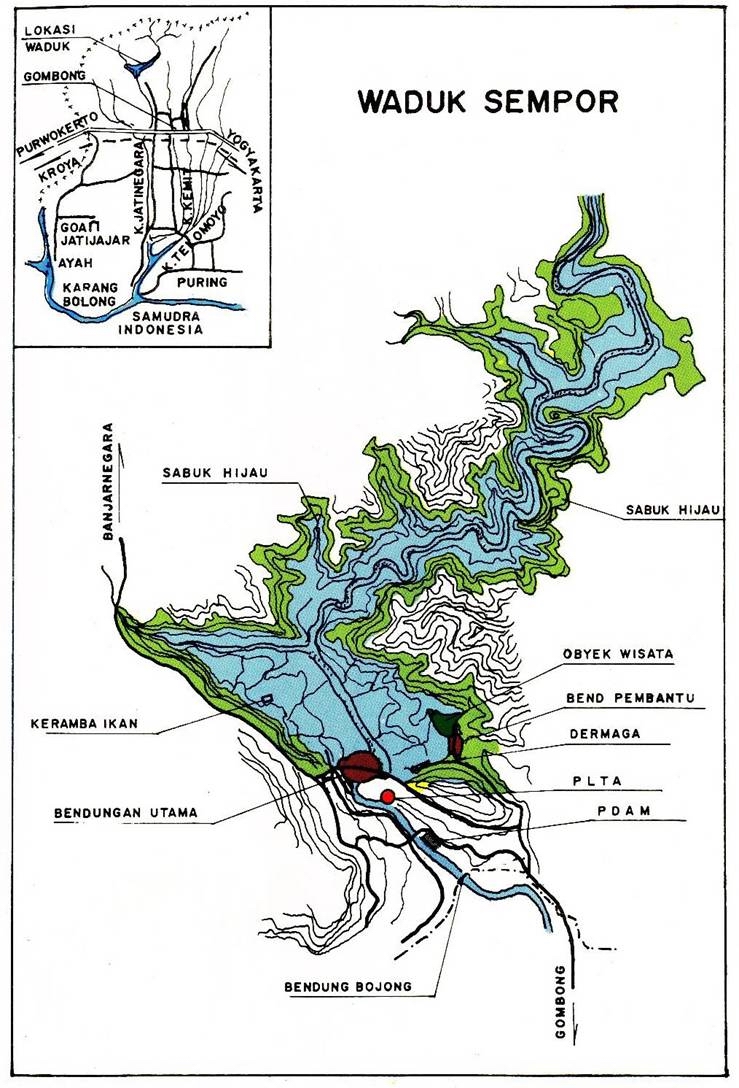 LOKASI
WADUK
GOMBONG
PURWOKERTO
YOGYAKARTA
KROYA
K.JATINEGARA
K.KEMIT
K.TELOMOYO
GOA
JATIJAJAR
AYAH
KARANG
BOLONG
PURING
SAMUDRA
INDONESIA
WADUK SEMPOR
BANJARNEGARA
SABUK HIJAU
SABUK HIJAU
OBYEK WISATA
BEND PEMBANTU
KERAMBA IKAN
DERMAGA
PLTA
BENDUNGAN UTAMA
PDAM
BENDUNG BOJONG
GOMBONG